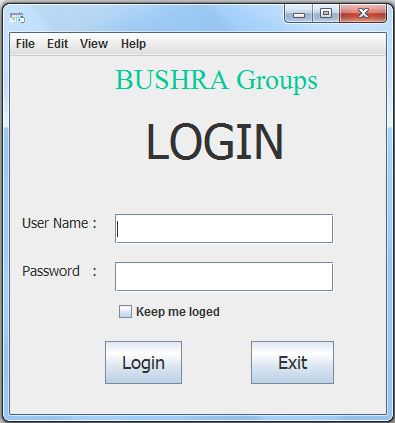 File Edit View Help
BUSHRA Groups
LOGIN
User Name :
Password :
Keep me loged
Login Exit